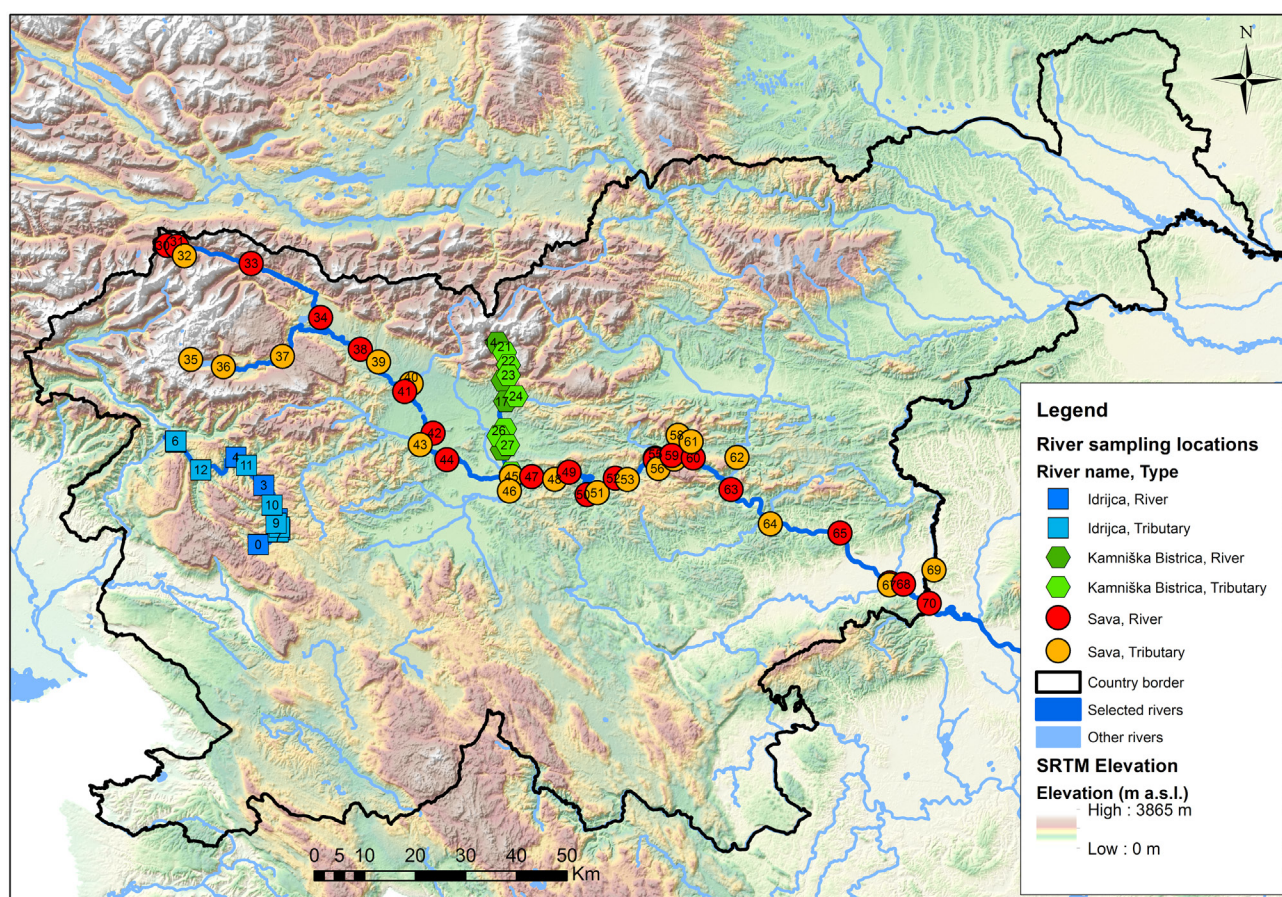 N
30
31
32
33
34
35
36
37
38
39
40
41
42
43
44
45
46
47
48
49
50
51
52
53
56
58
59
60
61
62
63
64
65
67
68
69
70
21
22
23
17
24
26
27
6
12
4
11
3
10
9
0
Legend
River sampling locations
River name, Type
Idrijca, River
Idrijca, Tributary
Kamniška Bistrica, River
Kamniška Bistrica, Tributary
Sava, River
Sava, Tributary
Country border
Selected rivers
Other rivers
SRTM Elevation
Elevation (m a.s.l.)
High : 3865 m
Low : 0 m
0 5 10 20 30 40 50
Km